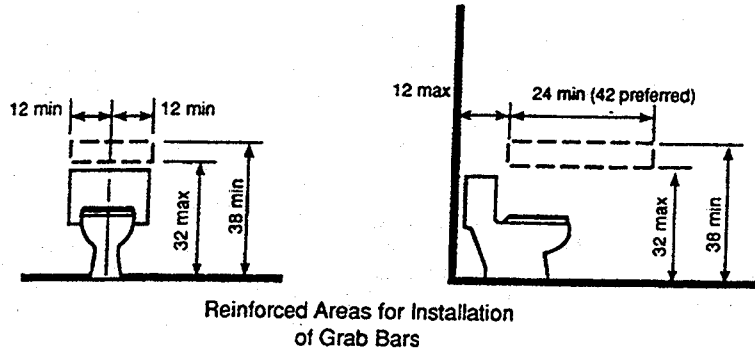 12 min
12 min
32 max
38 min
12 max
24 min (42 preferred)
32 max
38 min
Reinforced Areas for Installation
of Grab Bars